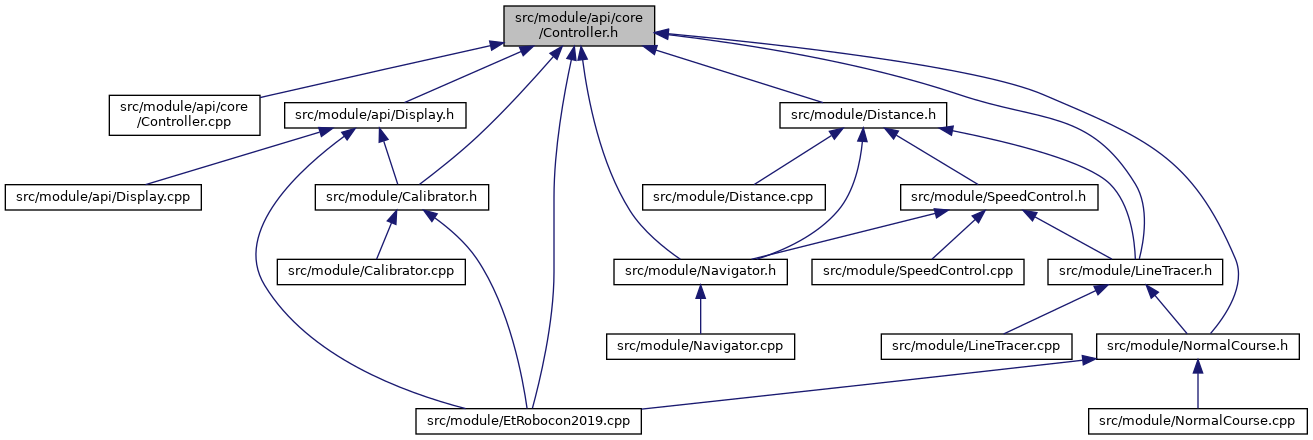 src/module/api/core
/Controller.h
src/module/api/core
/Controller.cpp
src/module/api/Display.h
src/module/Distance.h
src/module/api/Display.cpp
src/module/Calibrator.h
src/module/Distance.cpp
src/module/SpeedControl.h
src/module/Calibrator.cpp
src/module/Navigator.h
src/module/SpeedControl.cpp
src/module/LineTracer.h
src/module/Navigator.cpp
src/module/LineTracer.cpp
src/module/NormalCourse.h
src/module/EtRobocon2019.cpp
src/module/NormalCourse.cpp